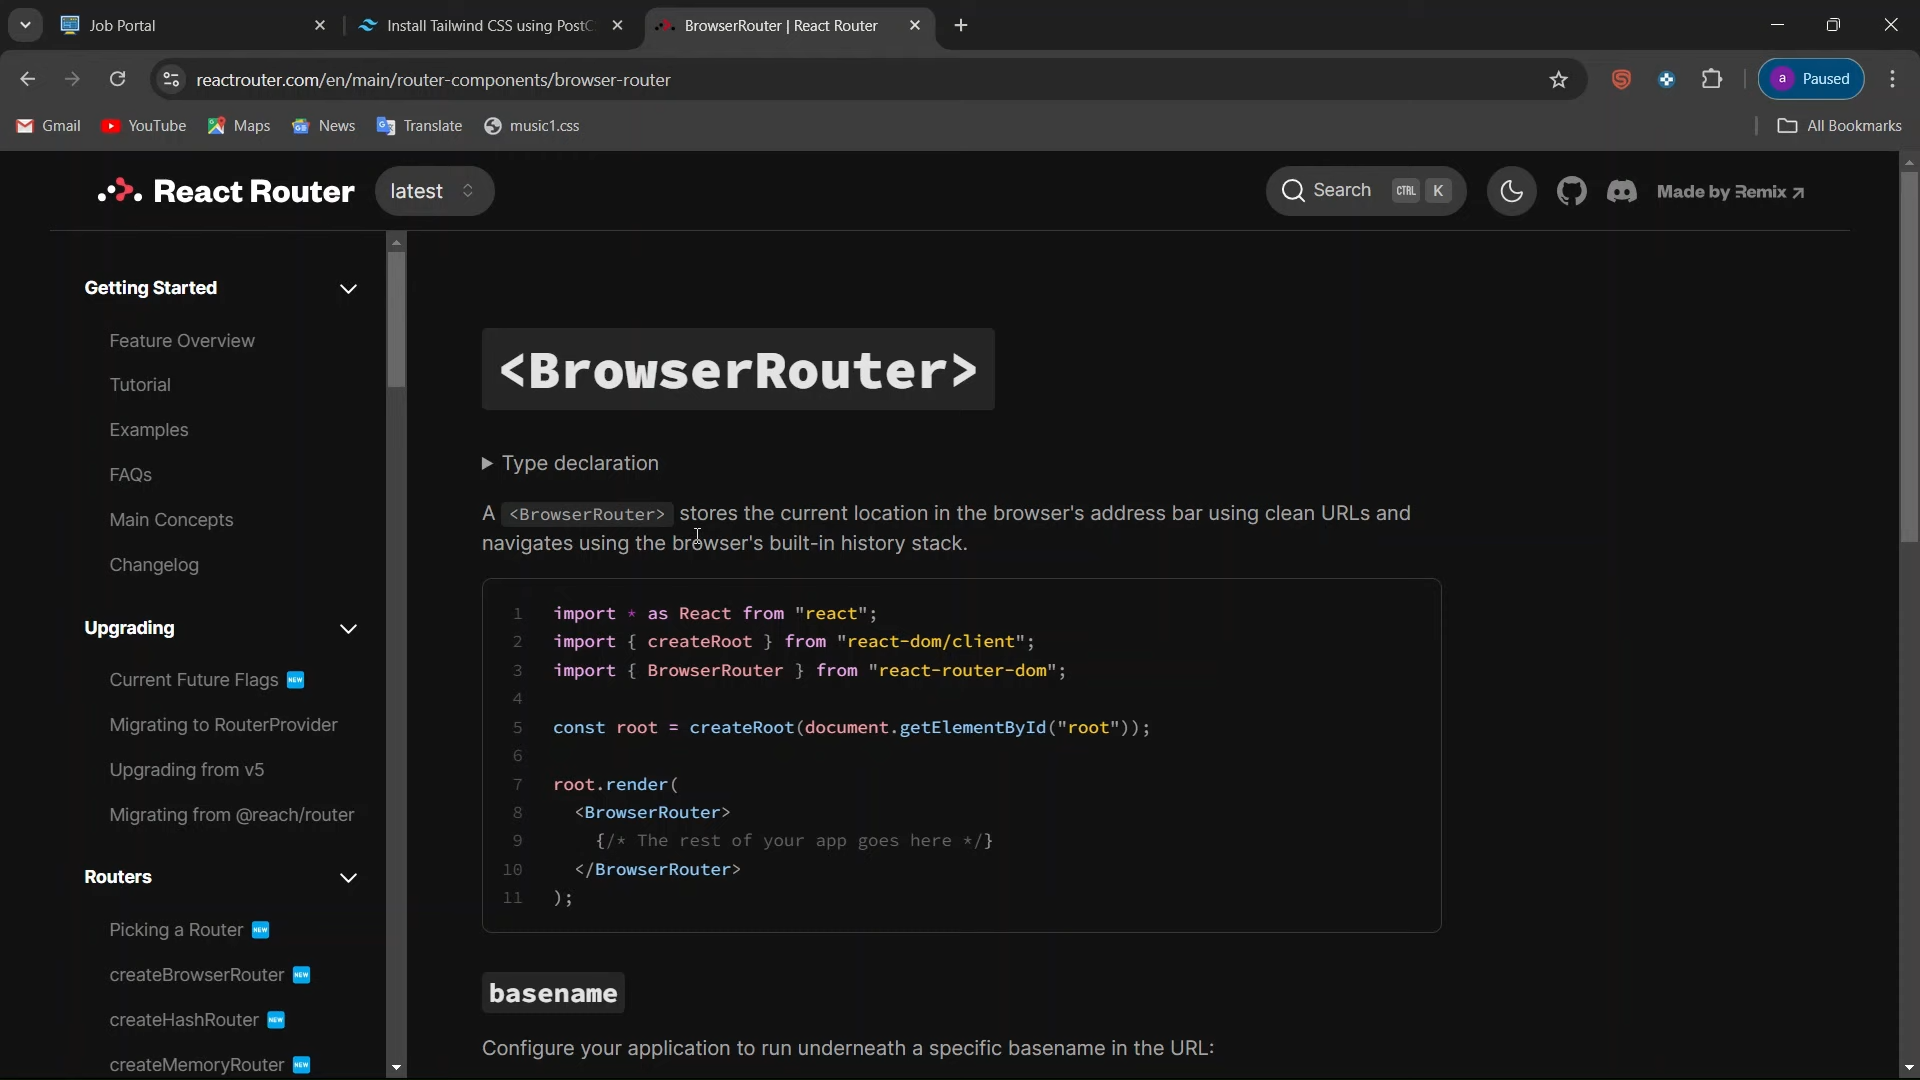 Job Portal
Install Tailwind CSS using PostC
BrowserRouter | React Router
reactrouter.com/en/main/router-components/browser-router
a Paused
Gmail YouTube Maps News Translate music1.css All Bookmarks
React Router latest
Search CTRL K
Made by Remix ↗
Getting Started
Feature Overview
Tutorial
Examples
FAQs
Main Concepts
Changelog
Upgrading
Current Future Flags NEW
Migrating to RouterProvider
Upgrading from v5
Migrating from @reach/router
Routers
Picking a Router NEW
createBrowserRouter NEW
createHashRouter NEW
createMemoryRouter NEW
<BrowserRouter>
Type declaration
A <BrowserRouter> stores the current location in the browser's address bar using clean URLs and
navigates using the browser's built-in history stack.
1 import * as React from "react";
2 import { createRoot } from "react-dom/client";
3 import { BrowserRouter } from "react-router-dom";
4
5 const root = createRoot(document.getElementById("root"));
6
7 root.render(
8 <BrowserRouter>
9 {/* The rest of your app goes here */}
10 </BrowserRouter>
11 );
basename
Configure your application to run underneath a specific basename in the URL: